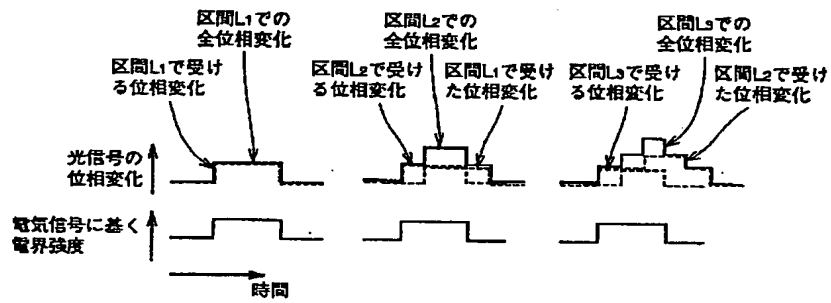 区間L₁での
全位相変化
区間L₁で受け
る位相変化
区間L₂での
全位相変化
区間L₂で受け
る位相変化
区間L₁で受け
た位相変化
区間L₃での
全位相変化
区間L₃で受け
る位相変化
区間L₂で受け
た位相変化
光信号の
位相変化
電気信号に基く
電界強度
時間